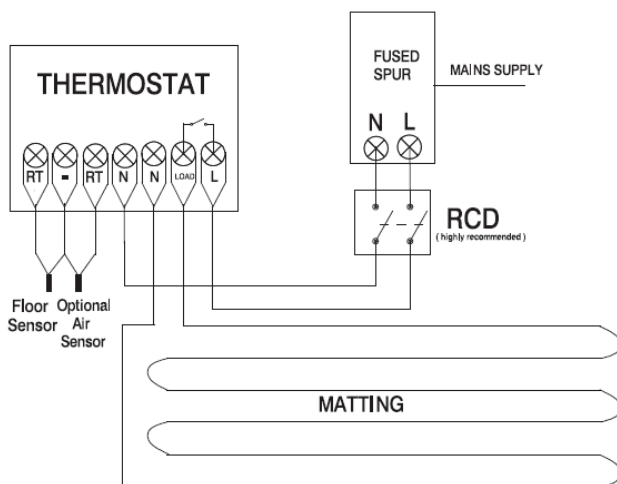 THERMOSTAT
RT
-
RT
N
N
LOAD
L
Floor
Sensor
Optional
Air
Sensor
FUSED
SPUR
MAINS SUPPLY
N
L
RCD
( highly recommended )
MATTING